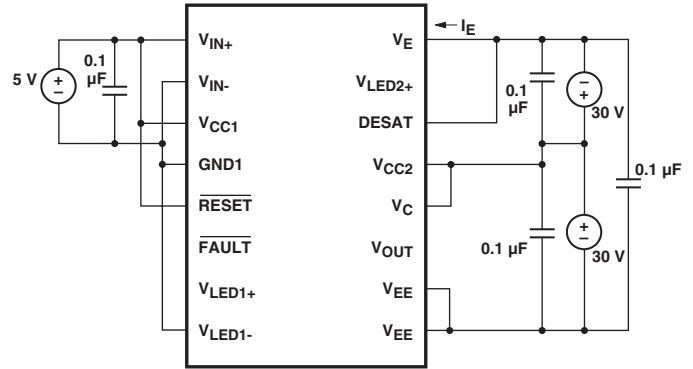 5 V
+
−
0.1
µF
V_IN+
V_IN-
V_CC1
GND1
RESET
FAULT
V_LED1+
V_LED1-
V_E
V_LED2+
DESAT
V_CC2
V_C
V_OUT
V_EE
V_EE
I_E
0.1
µF
−
+
30 V
0.1 µF
+
−
30 V
0.1 µF